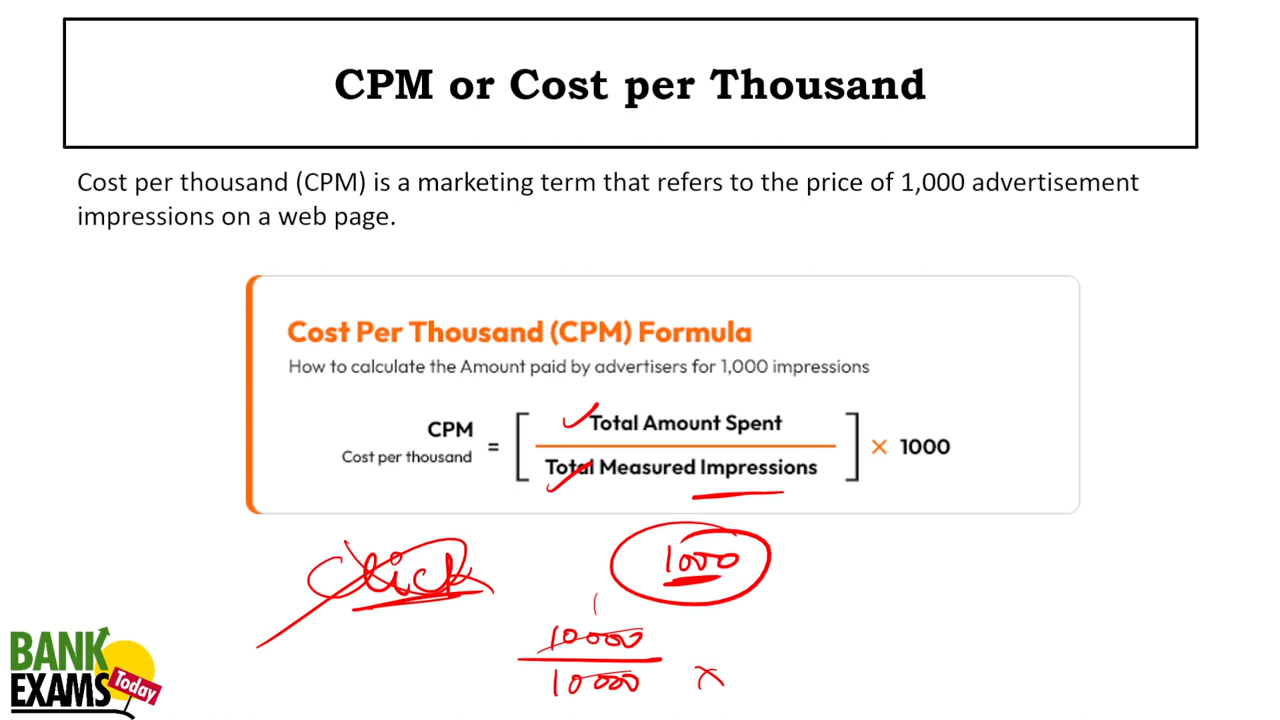 CPM or Cost per Thousand
Cost per thousand (CPM) is a marketing term that refers to the price of 1,000 advertisement
impressions on a web page.
Cost Per Thousand (CPM) Formula
How to calculate the Amount paid by advertisers for 1,000 impressions
CPM
Cost per thousand
=
[
Total Amount Spent
Total Measured Impressions
]
× 1000
click
1000
1
10000
10000 ×
BANK
EXAMS
Today